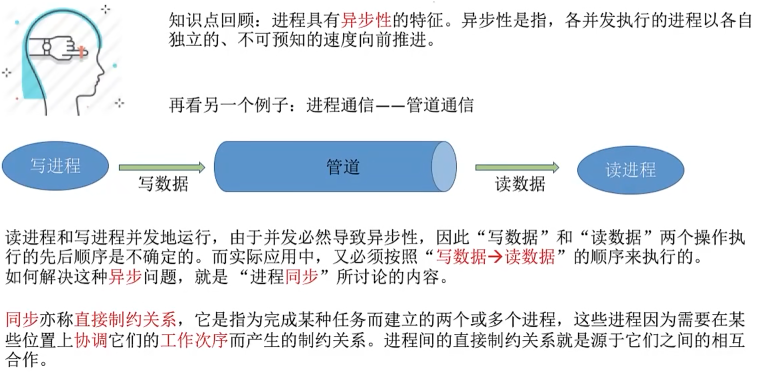 知识点回顾：进程具有异步性的特征。异步性是指，各并发执行的进程以各自
独立的、不可预知的速度向前推进。
再看另一个例子：进程通信——管道通信
写进程
写数据
管道
读数据
读进程
读进程和写进程并发地运行，由于并发必然导致异步性，因此“写数据”和“读数据”两个操作执
行的先后顺序是不确定的。而实际应用中，又必须按照“写数据→读数据”的顺序来执行的。
如何解决这种异步问题，就是 “进程同步”所讨论的内容。
同步亦称直接制约关系，它是指为完成某种任务而建立的两个或多个进程，这些进程因为需要在某
些位置上协调它们的工作次序而产生的制约关系。进程间的直接制约关系就是源于它们之间的相互
合作。